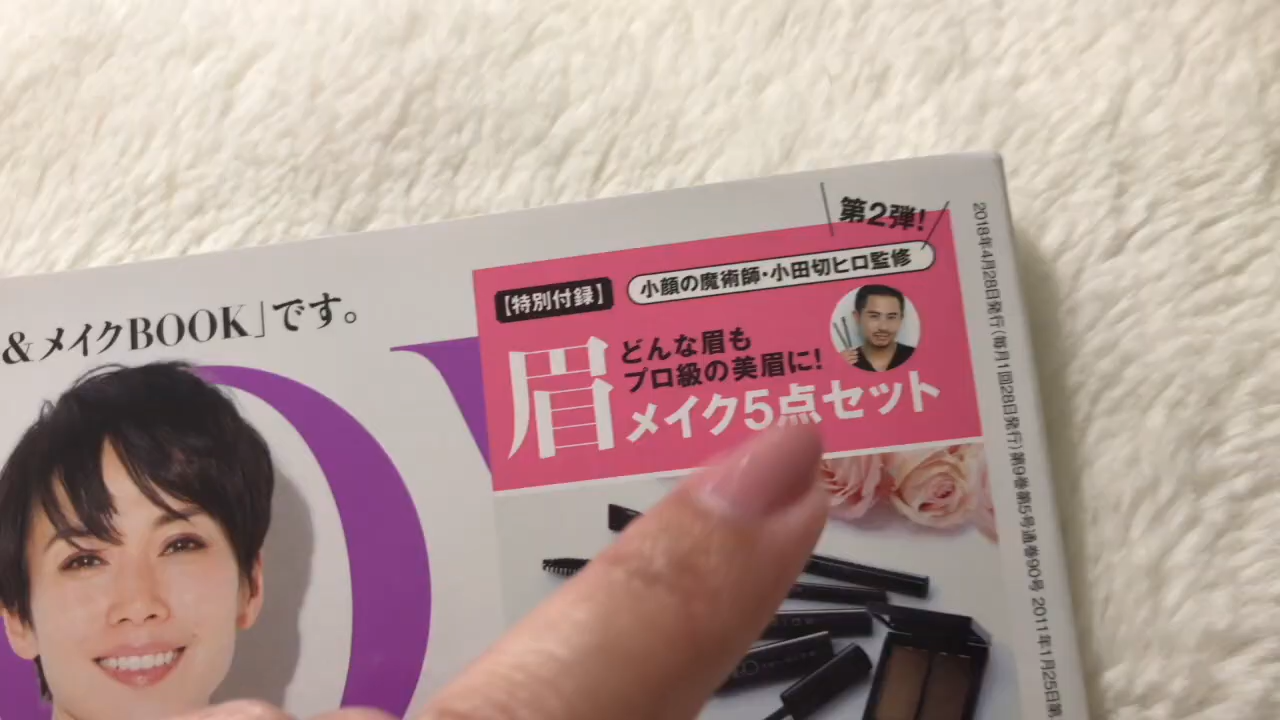 &メイクBOOK」です。
第2弾!
【特別付録】
小顔の魔術師・小田切ヒロ監修
どんな眉も
プロ級の美眉に!
眉メイク5点セット
2018年4月28日発行(毎月1回28日発行)第9巻第5号通巻90号 2011年1月25日第